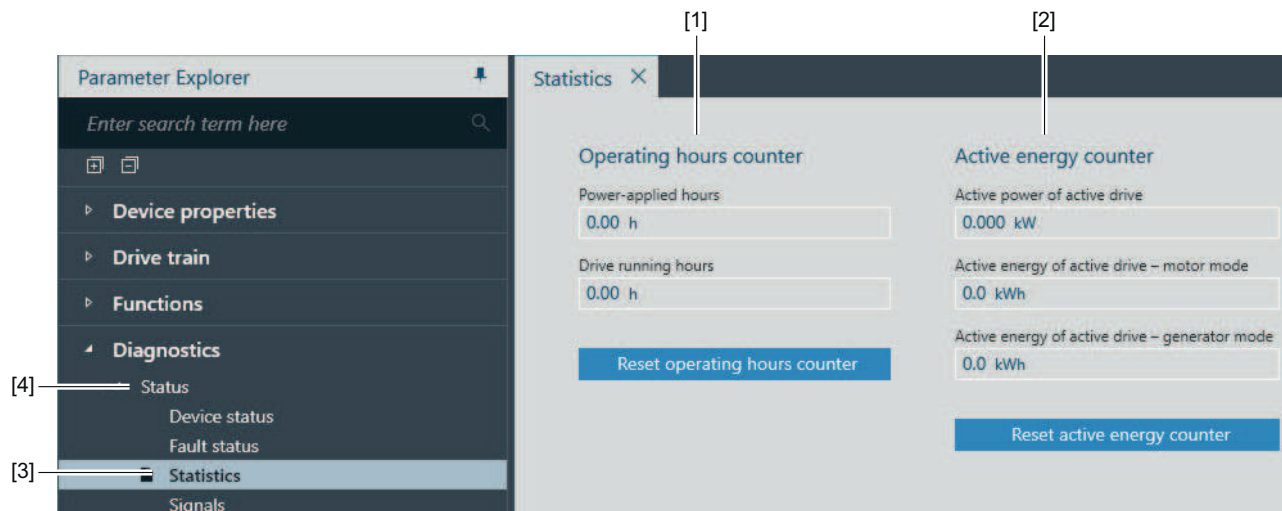 [1]
[2]
Parameter Explorer
Statistics
Enter search term here
Operating hours counter
Active energy counter
Power-applied hours
Active power of active drive
0.00 h
0.000 kW
Device properties
Drive train
Drive running hours
Active energy of active drive – motor mode
0.00 h
0.0 kWh
Functions
Active energy of active drive – generator mode
Diagnostics
Reset operating hours counter
0.0 kWh
[4]
Status
Device status
Fault status
Reset active energy counter
[3]
Statistics
Signals